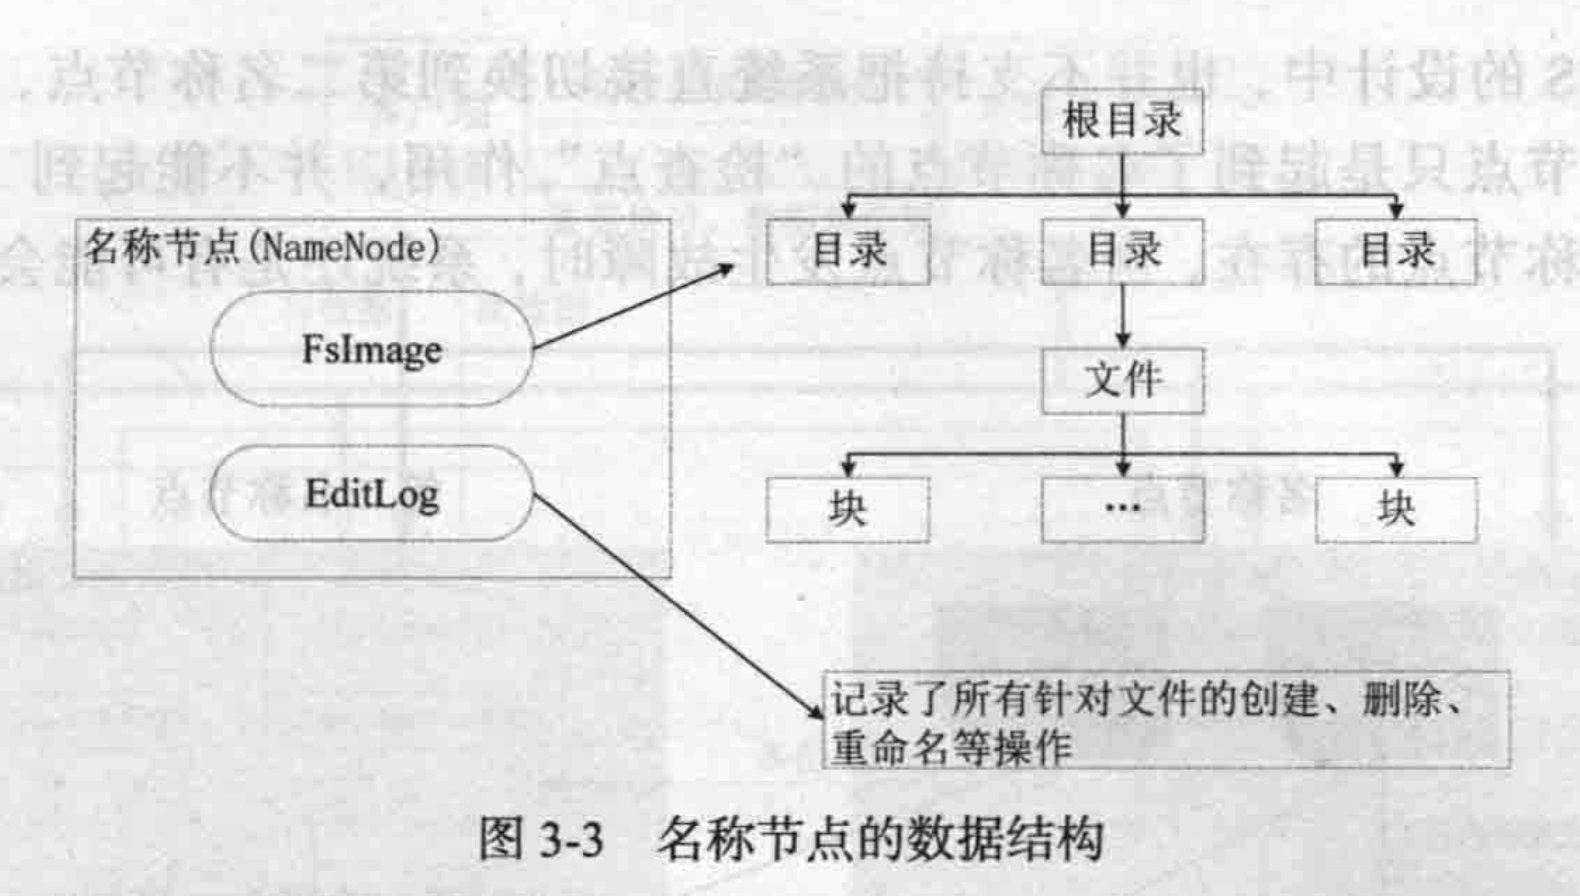 根目录
名称节点(NameNode)
目录
目录
目录
FsImage
文件
EditLog
块
…
块
记录了所有针对文件的创建、删除、
重命名等操作
图 3-3 名称节点的数据结构